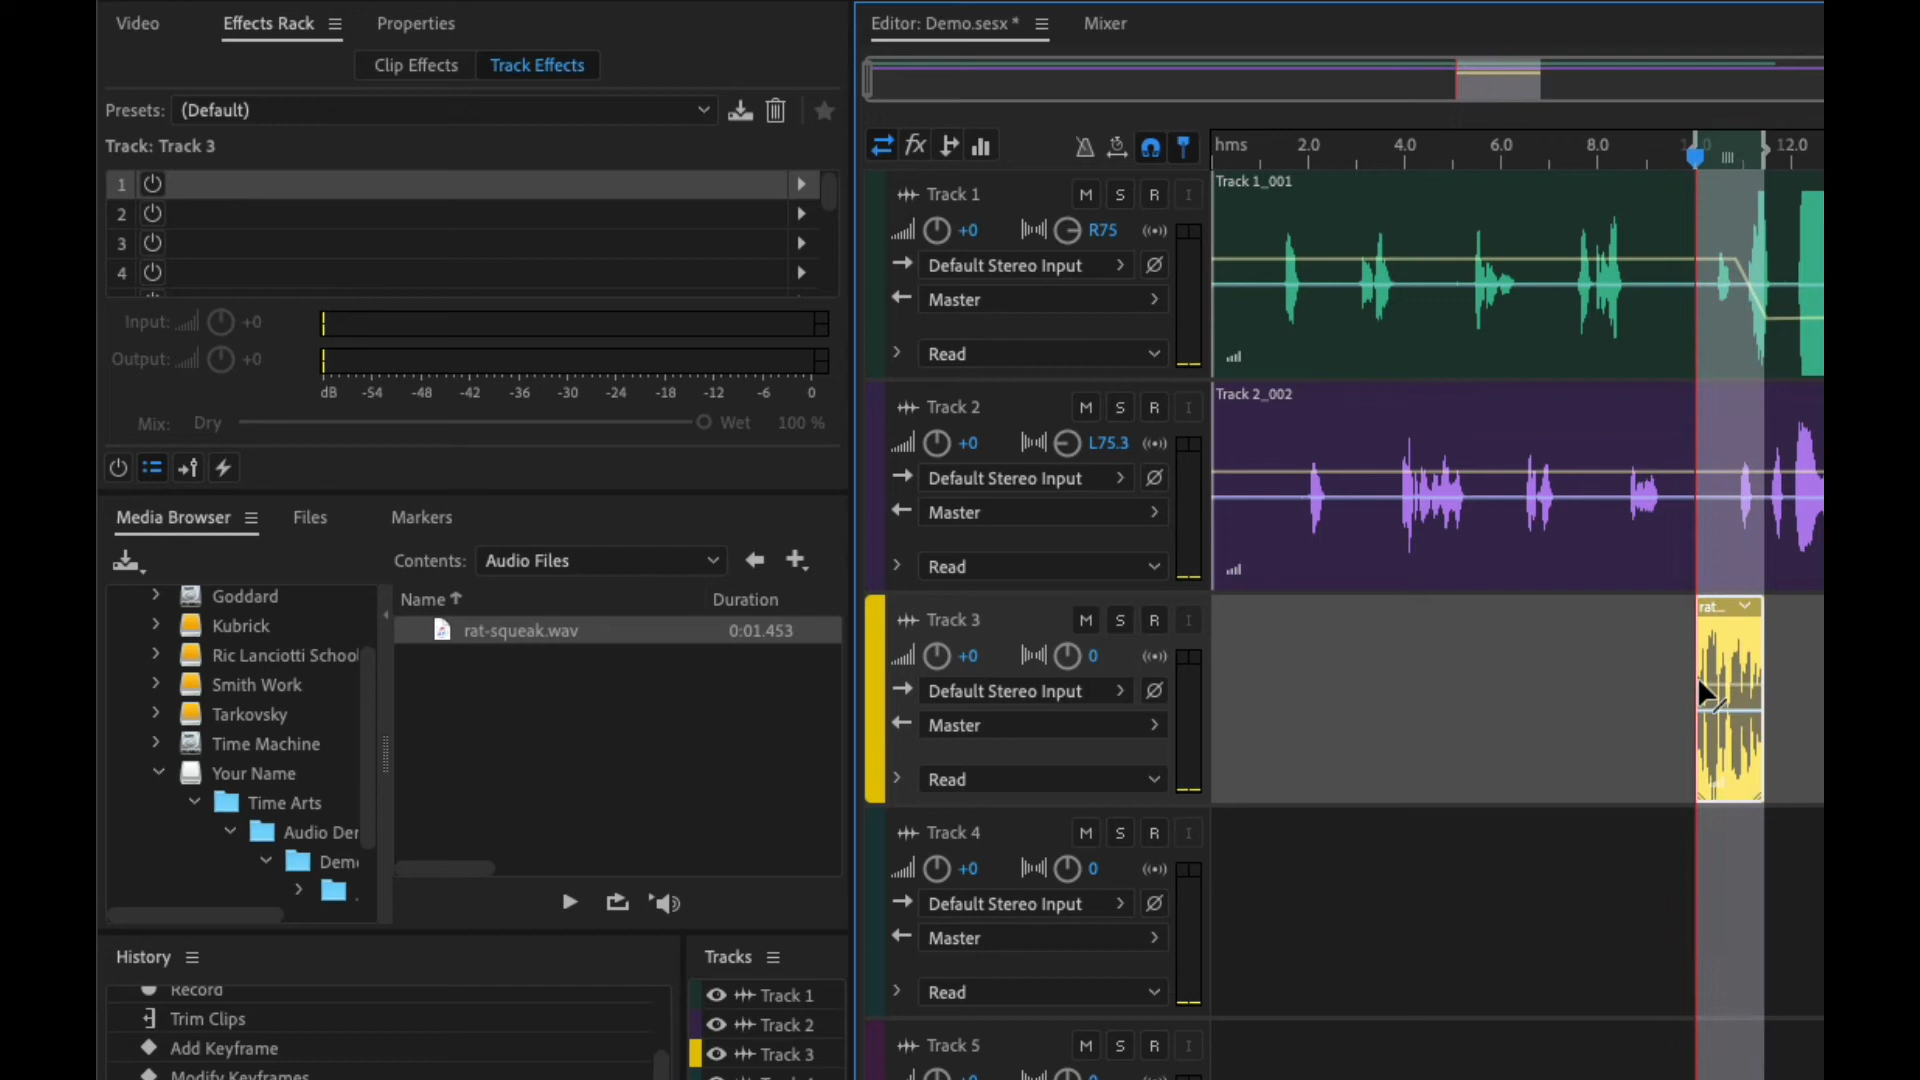 Video Effects Rack Properties
Clip Effects Track Effects
Presets: (Default)
Track: Track 3
1
2
3
4
Input: +0
Output: +0
dB -54 -48 -42 -36 -30 -24 -18 -12 -6 0
Mix: Dry Wet 100 %
Media Browser Files Markers
Contents: Audio Files
Name Duration
rat-squeak.wav 0:01.453
Goddard
Kubrick
Ric Lanciotti School
Smith Work
Tarkovsky
Time Machine
Your Name
Time Arts
Audio Der
Demo
History
Record
Trim Clips
Add Keyframe
Modify Keyframes
Tracks
Track 1
Track 2
Track 3
Editor: Demo.sesx * Mixer
fx
hms 2.0 4.0 6.0 8.0 12.0
Track 1 M S R I
+0 R75
Default Stereo Input
Master
Read
Track 1_001
Track 2 M S R I
+0 L75.3
Default Stereo Input
Master
Read
Track 2_002
Track 3 M S R I
+0 0
Default Stereo Input
Master
Read
rat...
Track 4 M S R I
+0 0
Default Stereo Input
Master
Read
Track 5 M S R I